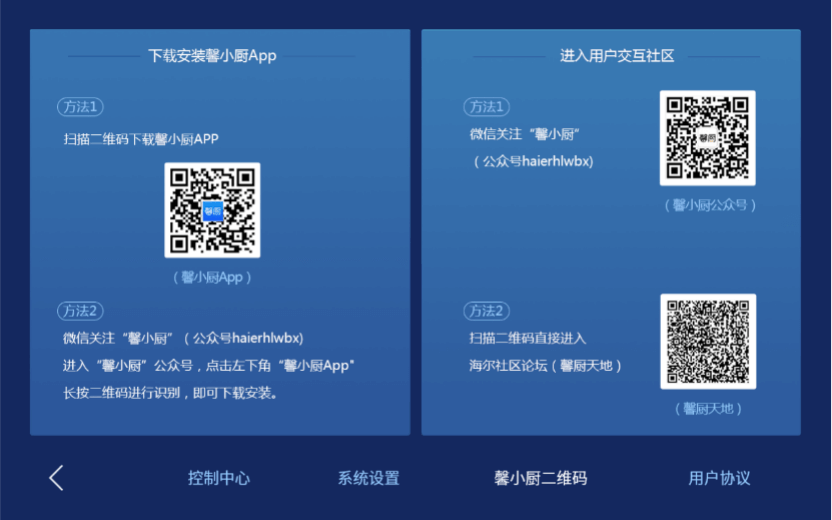 下载安装馨小厨App
方法1
扫描二维码下载馨小厨APP
馨厨
（馨小厨App）
方法2
微信关注“馨小厨”（公众号haierhlwbx)
进入“馨小厨”公众号，点击左下角“馨小厨App"
长按二维码进行识别，即可下载安装。
进入用户交互社区
方法1
微信关注“馨小厨”
（公众号haierhlwbx)
馨厨
（馨小厨公众号）
方法2
扫描二维码直接进入
海尔社区论坛（馨厨天地）
（馨厨天地）
控制中心
系统设置
馨小厨二维码
用户协议